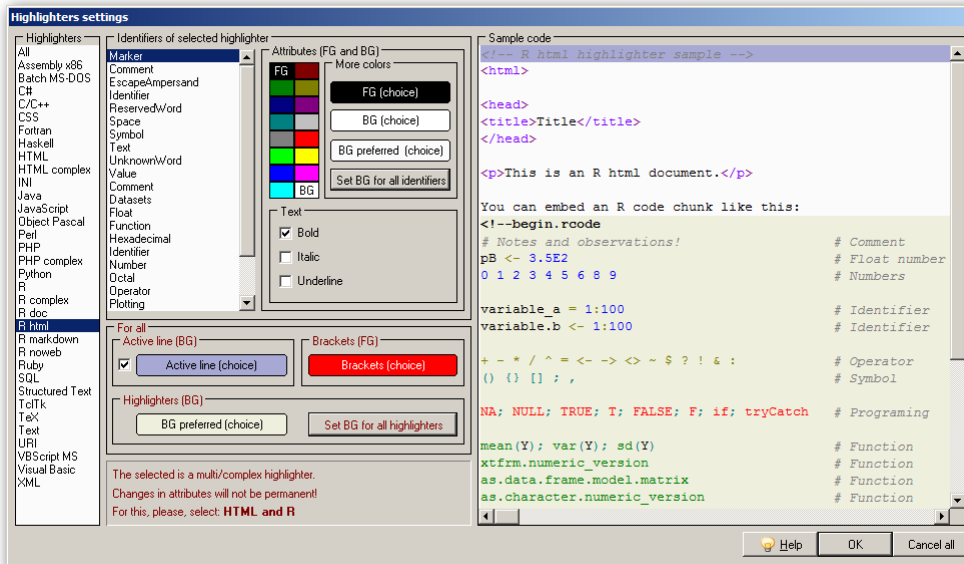 Highlighters settings
Highlighters
All
Assembly x86
Batch MS-DOS
C#
C/C++
CSS
Fortran
Haskell
HTML
HTML complex
INI
Java
JavaScript
Object Pascal
Perl
PHP
PHP complex
Python
R
R complex
R doc
R html
R markdown
R noweb
Ruby
SQL
Structured Text
TclTk
TeX
Text
URI
VBScript MS
Visual Basic
XML
Identifiers of selected highlighter
Marker
Comment
EscapeAmpersand
Identifier
ReservedWord
Space
Symbol
Text
UnknownWord
Value
Comment
Datasets
Float
Function
Hexadecimal
Identifier
Number
Octal
Operator
Plotting
Attributes (FG and BG)
FG
BG
More colors
FG (choice)
BG (choice)
BG preferred (choice)
Set BG for all identifiers
Text
Bold
Italic
Underline
For all
Active line (BG)
Active line (choice)
Brackets (FG)
Brackets (choice)
Highlighters (BG)
BG preferred (choice)
Set BG for all highlighters
The selected is a multi/complex highlighter.
Changes in attributes will not be permanent!
For this, please, select: HTML and R
Sample code
<!-- R html highlighter sample -->
<html>
<head>
<title>Title</title>
</head>
<p>This is an R html document.</p>
You can embed an R code chunk like this:
<!--begin.rcode
# Notes and observations! # Comment
pB <- 3.5E2 # Float number
0 1 2 3 4 5 6 8 9 # Numbers
variable_a = 1:100 # Identifier
variable.b <- 1:100 # Identifier
+ - * / ^ = <- -> <> ~ $ ? ! & : # Operator
() {} [] ; , # Symbol
NA; NULL; TRUE; T; FALSE; F; if; tryCatch # Programing
mean(Y); var(Y); sd(Y) # Function
xtfrm.numeric_version # Function
as.data.frame.model.matrix # Function
as.character.numeric_version # Function
Help
OK
Cancel all